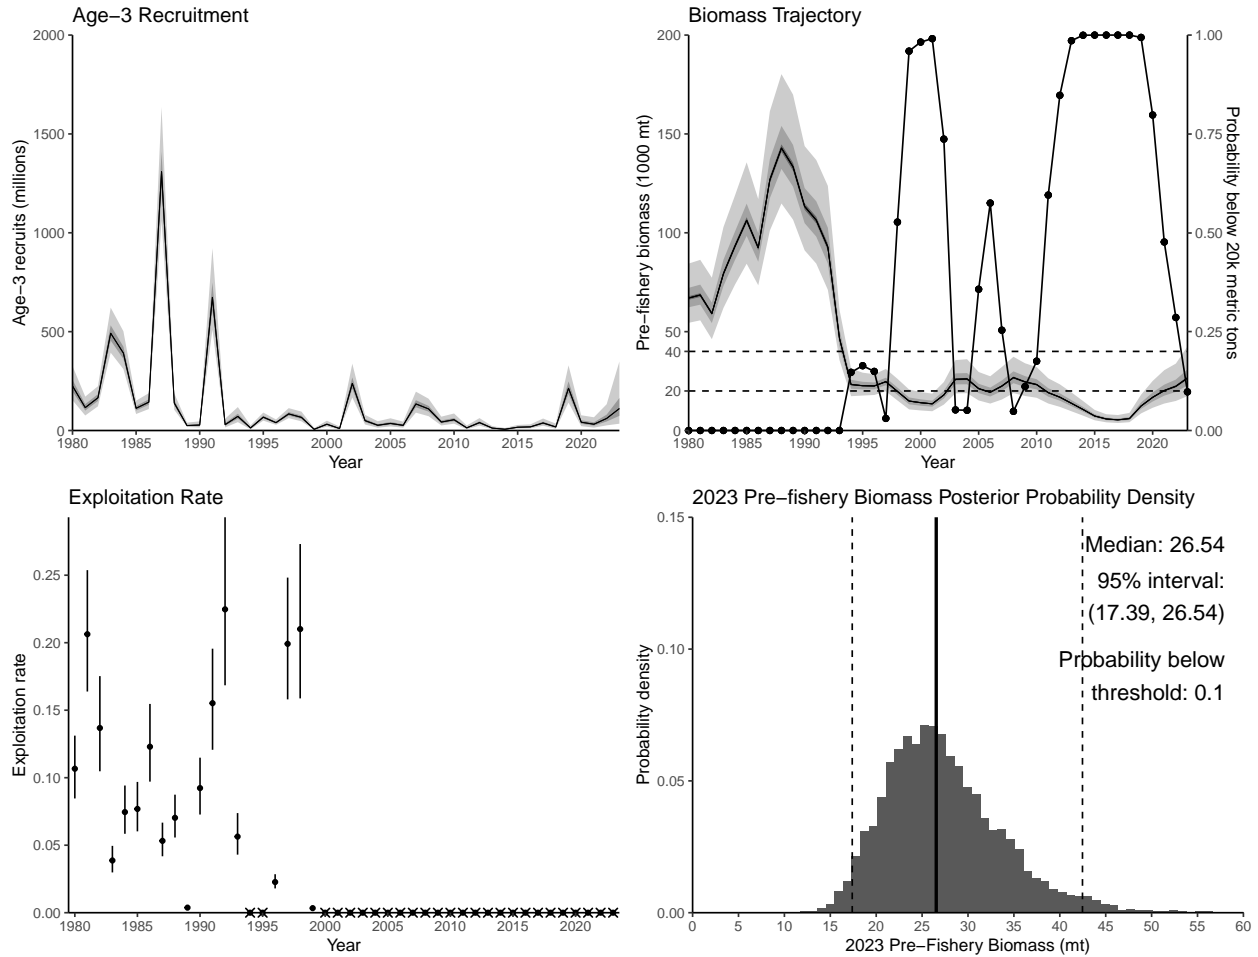 Age−3 Recruitment
2000
1500
1000
500
0
Age−3 recruits (millions)
1980 1985 1990 1995 2000 2005 2010 2015 2020
Year
Biomass Trajectory
200
150
100
50
40
20
0
Pre−fishery biomass (1000 mt)
1.00
0.75
0.50
0.25
0.00
Probability below 20k metric tons
1980 1985 1990 1995 2000 2005 2010 2015 2020
Year
Exploitation Rate
0.25
0.20
0.15
0.10
0.05
0.00
Exploitation rate
1980 1985 1990 1995 2000 2005 2010 2015 2020
Year
2023 Pre−fishery Biomass Posterior Probability Density
0.15
0.10
0.05
0.00
Probability density
Median: 26.54
95% interval:
(17.39, 26.54)
Probability below
threshold: 0.1
0 5 10 15 20 25 30 35 40 45 50 55 60
2023 Pre−Fishery Biomass (mt)